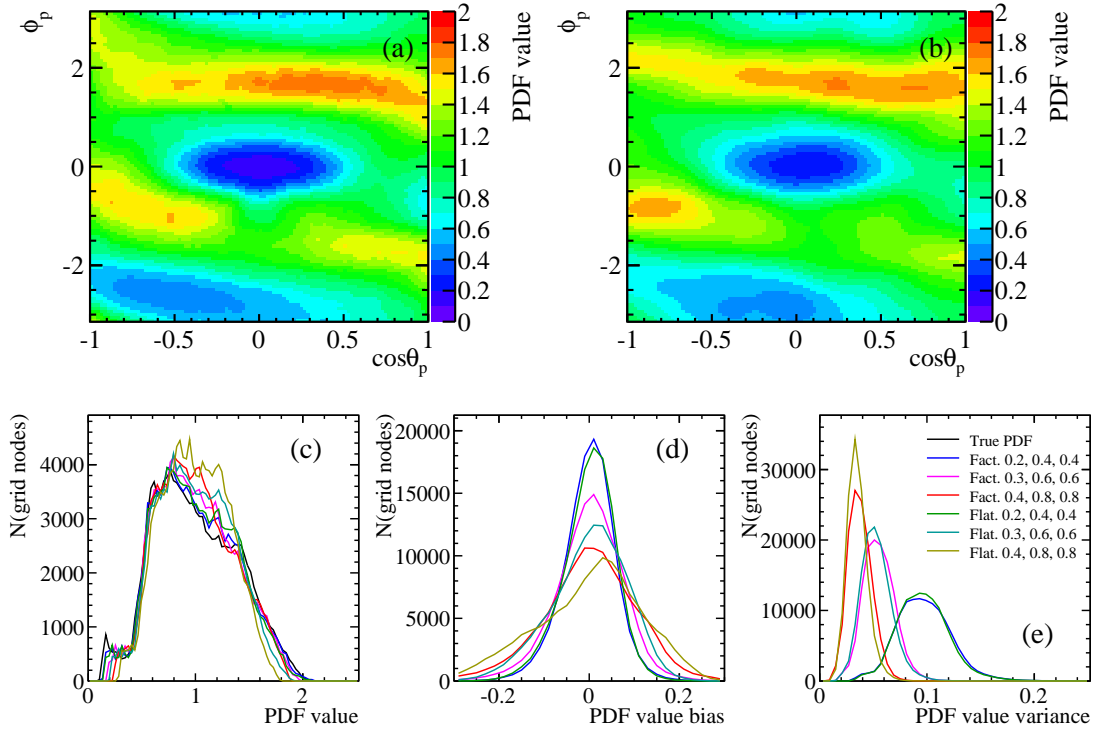 ϕp
(a)
2
0
-2
-1 -0.5 0 0.5 1
cosθp
2
1.8
1.6
1.4
1.2
1
0.8
0.6
0.4
0.2
0
PDF value
ϕp
(b)
2
0
-2
-1 -0.5 0 0.5 1
cosθp
2
1.8
1.6
1.4
1.2
1
0.8
0.6
0.4
0.2
0
PDF value
N(grid nodes)
(c)
4000
3000
2000
1000
0
0 1 2
PDF value
N(grid nodes)
(d)
20000
15000
10000
5000
0
-0.2 0 0.2
PDF value bias
N(grid nodes)
30000
20000
10000
0
True PDF
Fact. 0.2, 0.4, 0.4
Fact. 0.3, 0.6, 0.6
Fact. 0.4, 0.8, 0.8
Flat. 0.2, 0.4, 0.4
Flat. 0.3, 0.6, 0.6
Flat. 0.4, 0.8, 0.8
(e)
0 0.1 0.2
PDF value variance